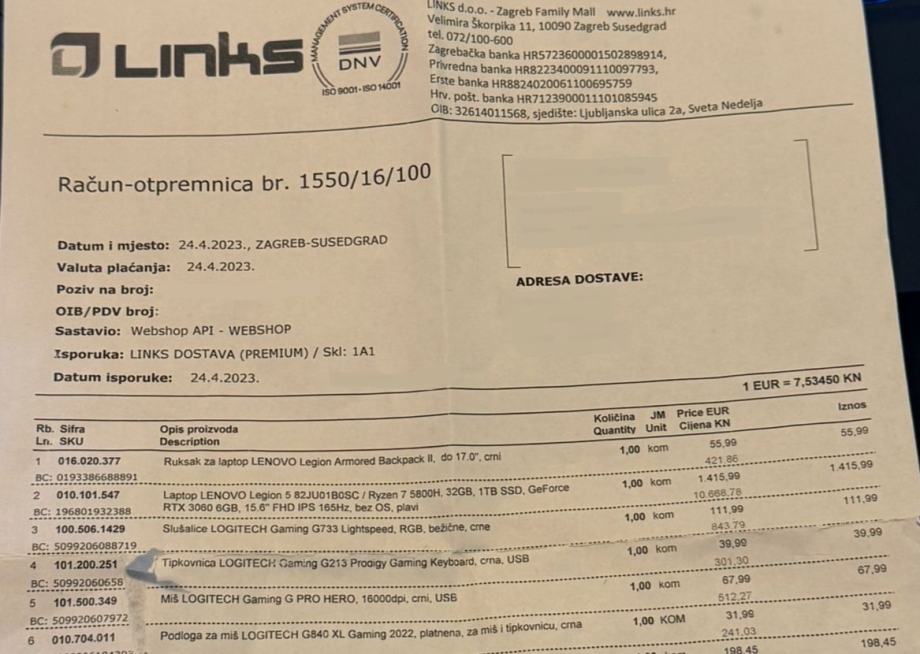 LINKS
MANAGEMENT SYSTEM CERTIFICATION
DNV
ISO 9001 • ISO 14001
LINKS d.o.o. - Zagreb Family Mall www.links.hr
Velimira Škorpika 11, 10090 Zagreb Susedgrad
tel. 072/100-600
Zagrebačka banka HR5723600001502898914,
Privredna banka HR8223400091110097793,
Erste banka HR8824020061100695759
Hrv. pošt. banka HR7123900011101085945
OIB: 32614011568, sjedište: Ljubljanska ulica 2a, Sveta Nedelja
Račun-otpremnica br. 1550/16/100
Datum i mjesto: 24.4.2023., ZAGREB-SUSEDGRAD
Valuta plaćanja: 24.4.2023.
Poziv na broj:
OIB/PDV broj:
Sastavio: Webshop API - WEBSHOP
Isporuka: LINKS DOSTAVA (PREMIUM) / Skl: 1A1
Datum isporuke: 24.4.2023.
ADRESA DOSTAVE:
1 EUR = 7,53450 KN
Rb. Sifra Opis proizvoda Količina JM Price EUR Iznos
Ln. SKU Description Quantity Unit Cijena KN
1 016.020.377 Ruksak za laptop LENOVO Legion Armored Backpack II, do 17.0", crni 1,00 kom 55,99 55,99
BC: 0193386688891 421,86
2 010.101.547 Laptop LENOVO Legion 5 82JU01B0SC / Ryzen 7 5800H, 32GB, 1TB SSD, GeForce 1,00 kom 1.415,99 1.415,99
BC: 196801932388 RTX 3060 6GB, 15.6" FHD IPS 165Hz, bez OS, plavi 10.668,78
3 100.506.1429 Slušalice LOGITECH Gaming G733 Lightspeed, RGB, bežične, crne 1,00 kom 111,99 111,99
BC: 5099206088719 843,79
4 101.200.251 Tipkovnica LOGITECH Gaming G213 Prodigy Gaming Keyboard, crna, USB 1,00 kom 39,99 39,99
BC: 50992060658 301,30
5 101.500.349 Miš LOGITECH Gaming G PRO HERO, 16000dpi, crni, USB 1,00 kom 67,99 67,99
BC: 509920607972 512,27
6 010.704.011 Podloga za miš LOGITECH G840 XL Gaming 2022, platnena, za miš i tipkovnicu, crna 1,00 KOM 31,99 31,99
241,03
198,45 198,45